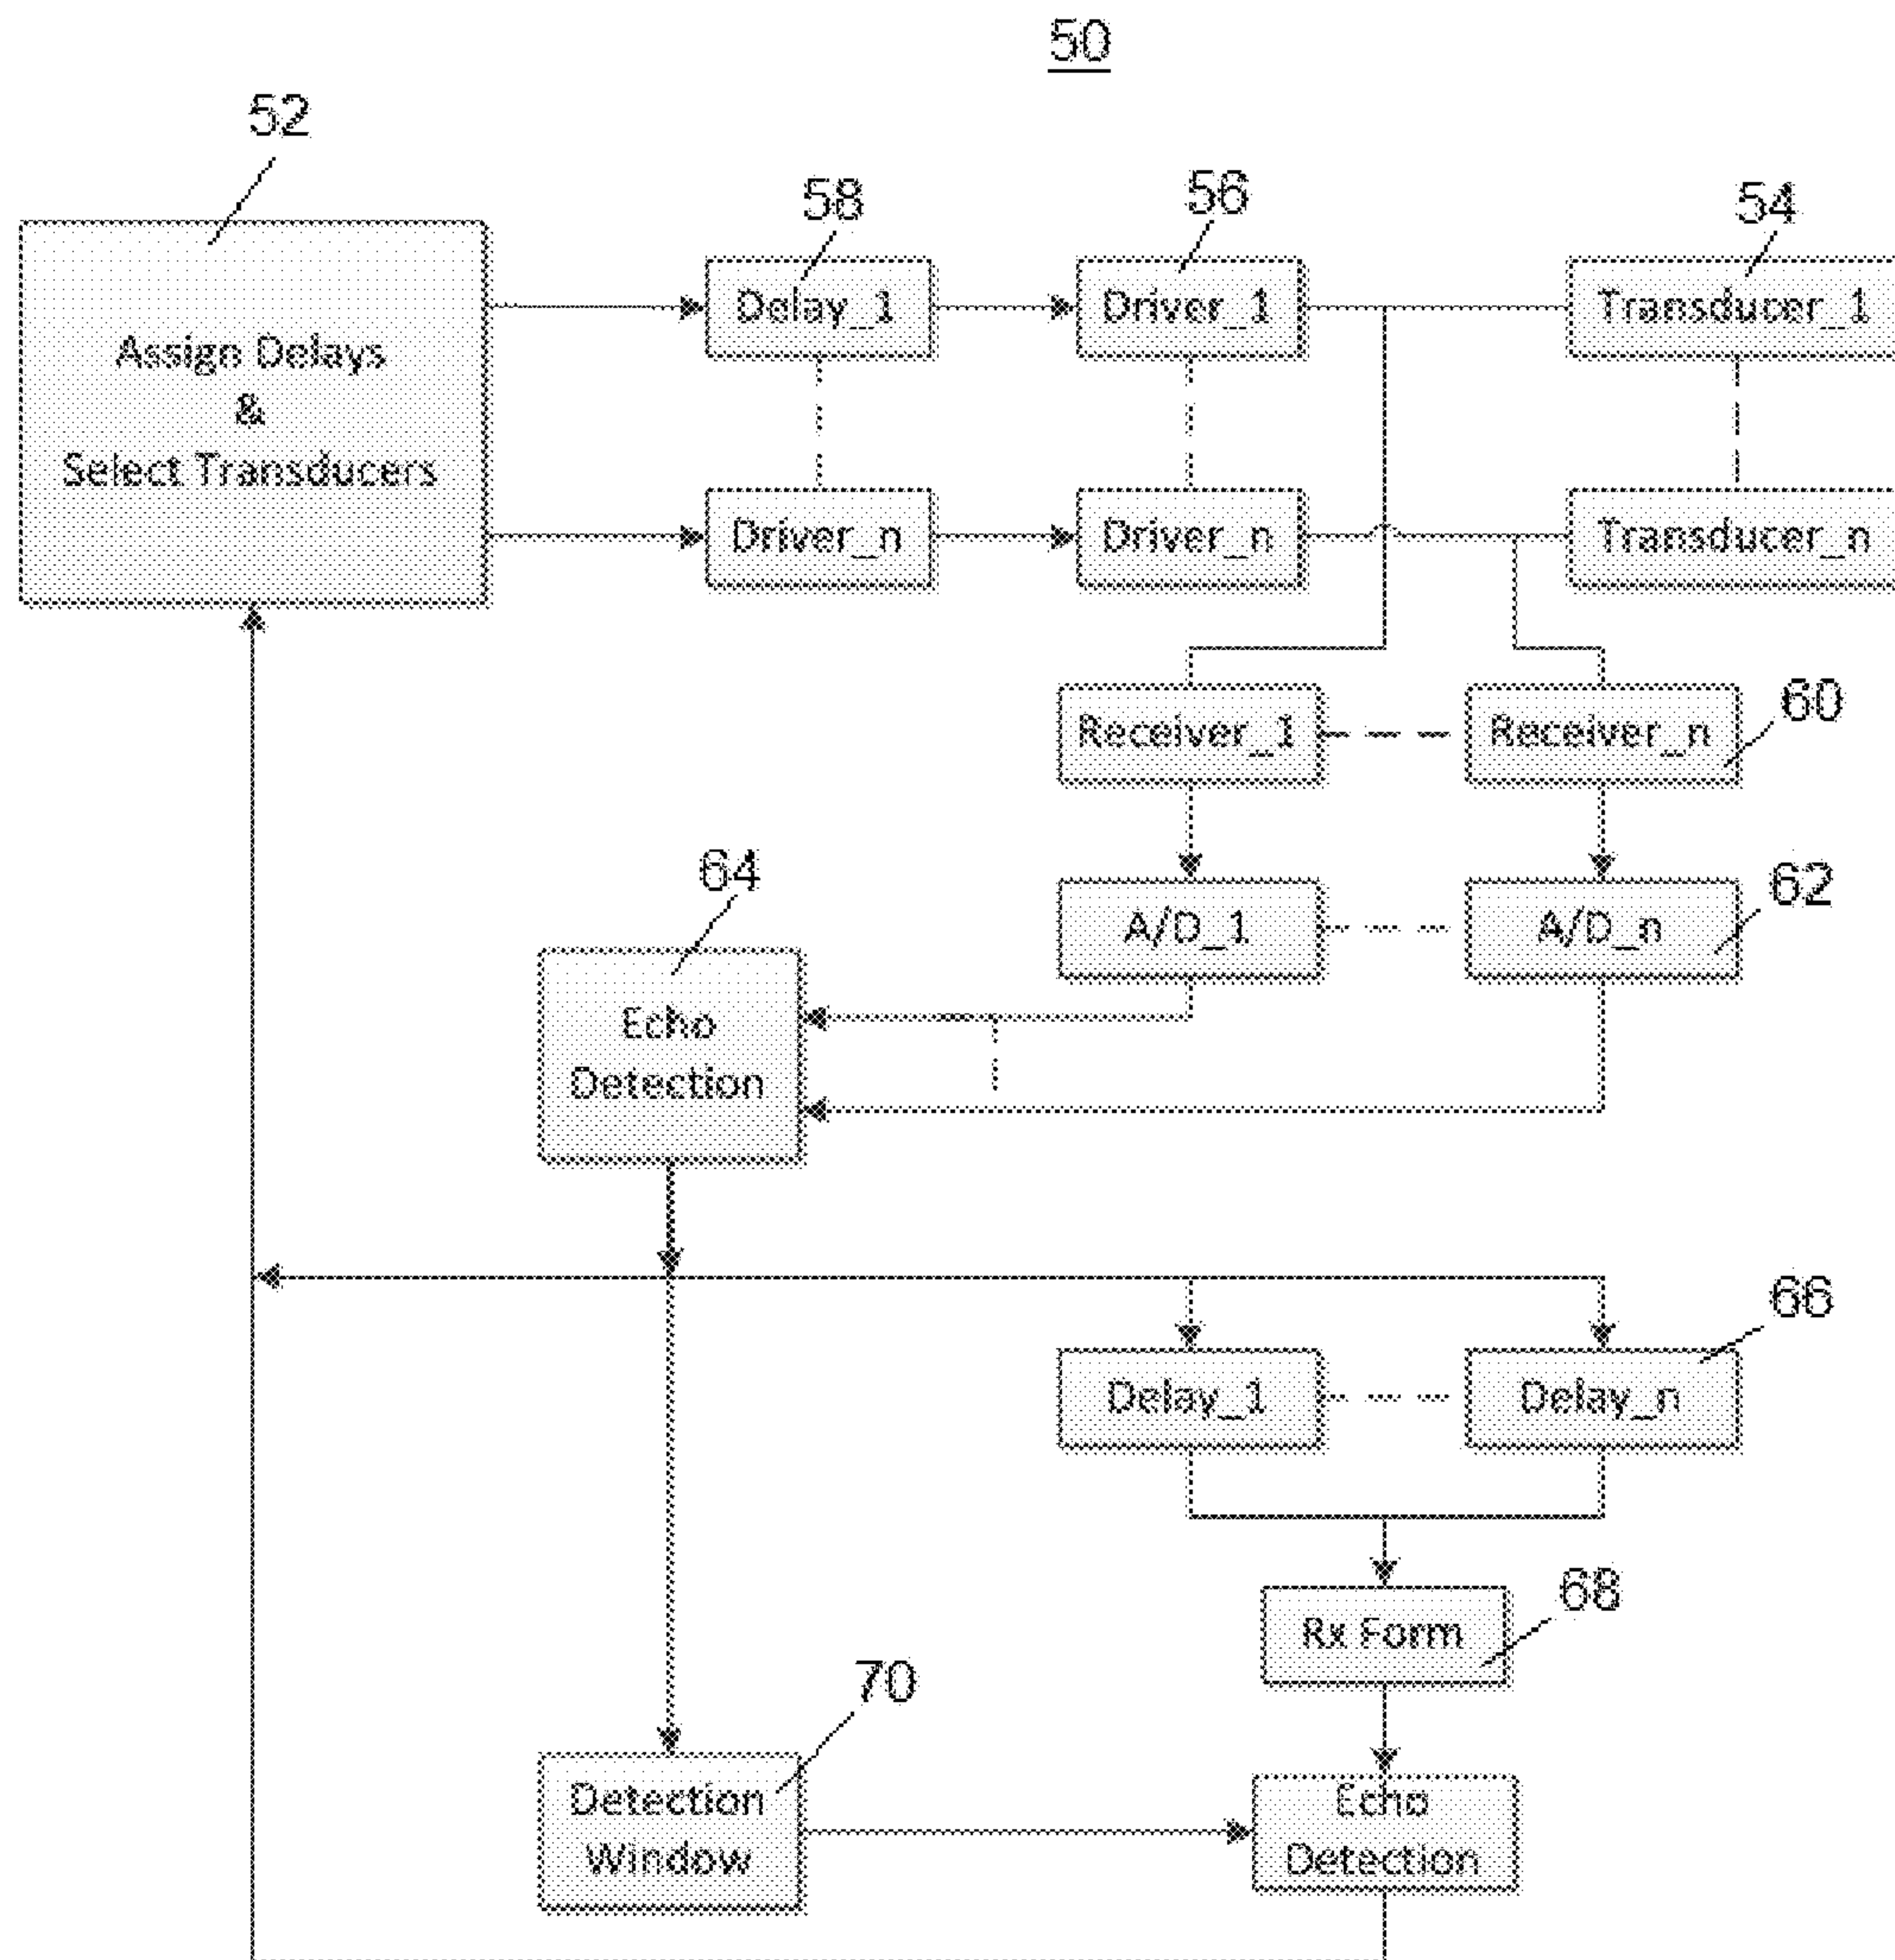 50
52
58
56
54
Assign Delays
&
Select Transducers
Delay_1
Driver_1
Transducer_1
Driver_n
Driver_n
Transducer_n
Receiver_1
Receiver_n
60
A/D_1
A/D_n
62
64
Echo
Detection
66
Delay_1
Delay_n
Rx Form
68
70
Detection
Window
Echo
Detection